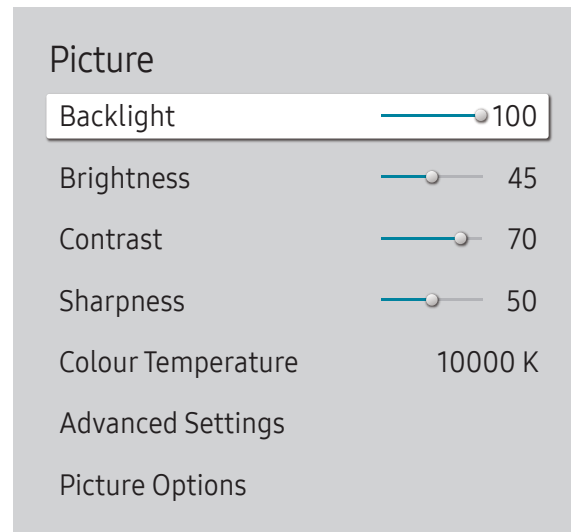 Picture
Backlight 100
Brightness 45
Contrast 70
Sharpness 50
Colour Temperature 10000 K
Advanced Settings
Picture Options